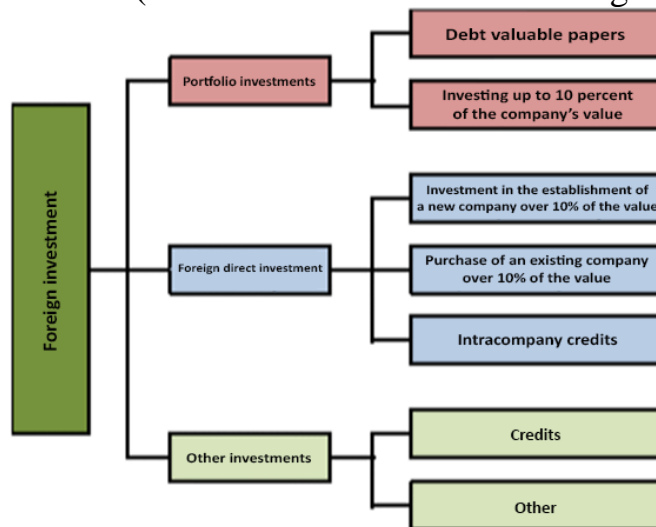 Debt valuable papers
Portfolio investments
Investing up to 10 percent
of the company's value
Foreign investment
Investment in the establishment of
a new company over 10% of the value
Foreign direct investment
Purchase of an existing company
over 10% of the value
Intracompany credits
Other investments
Credits
Other